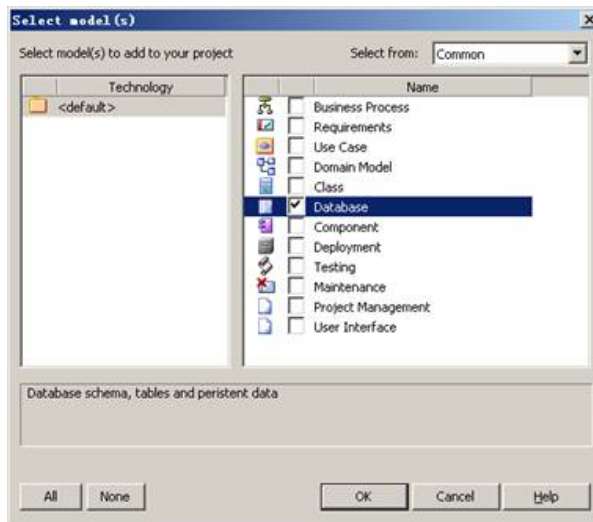 Select model(s)
Select model(s) to add to your project
Select from: Common
Technology
<default>
Name
Business Process
Requirements
Use Case
Domain Model
Class
Database
Component
Deployment
Testing
Maintenance
Project Management
User Interface
Database schema, tables and peristent data
All
None
OK
Cancel
Help